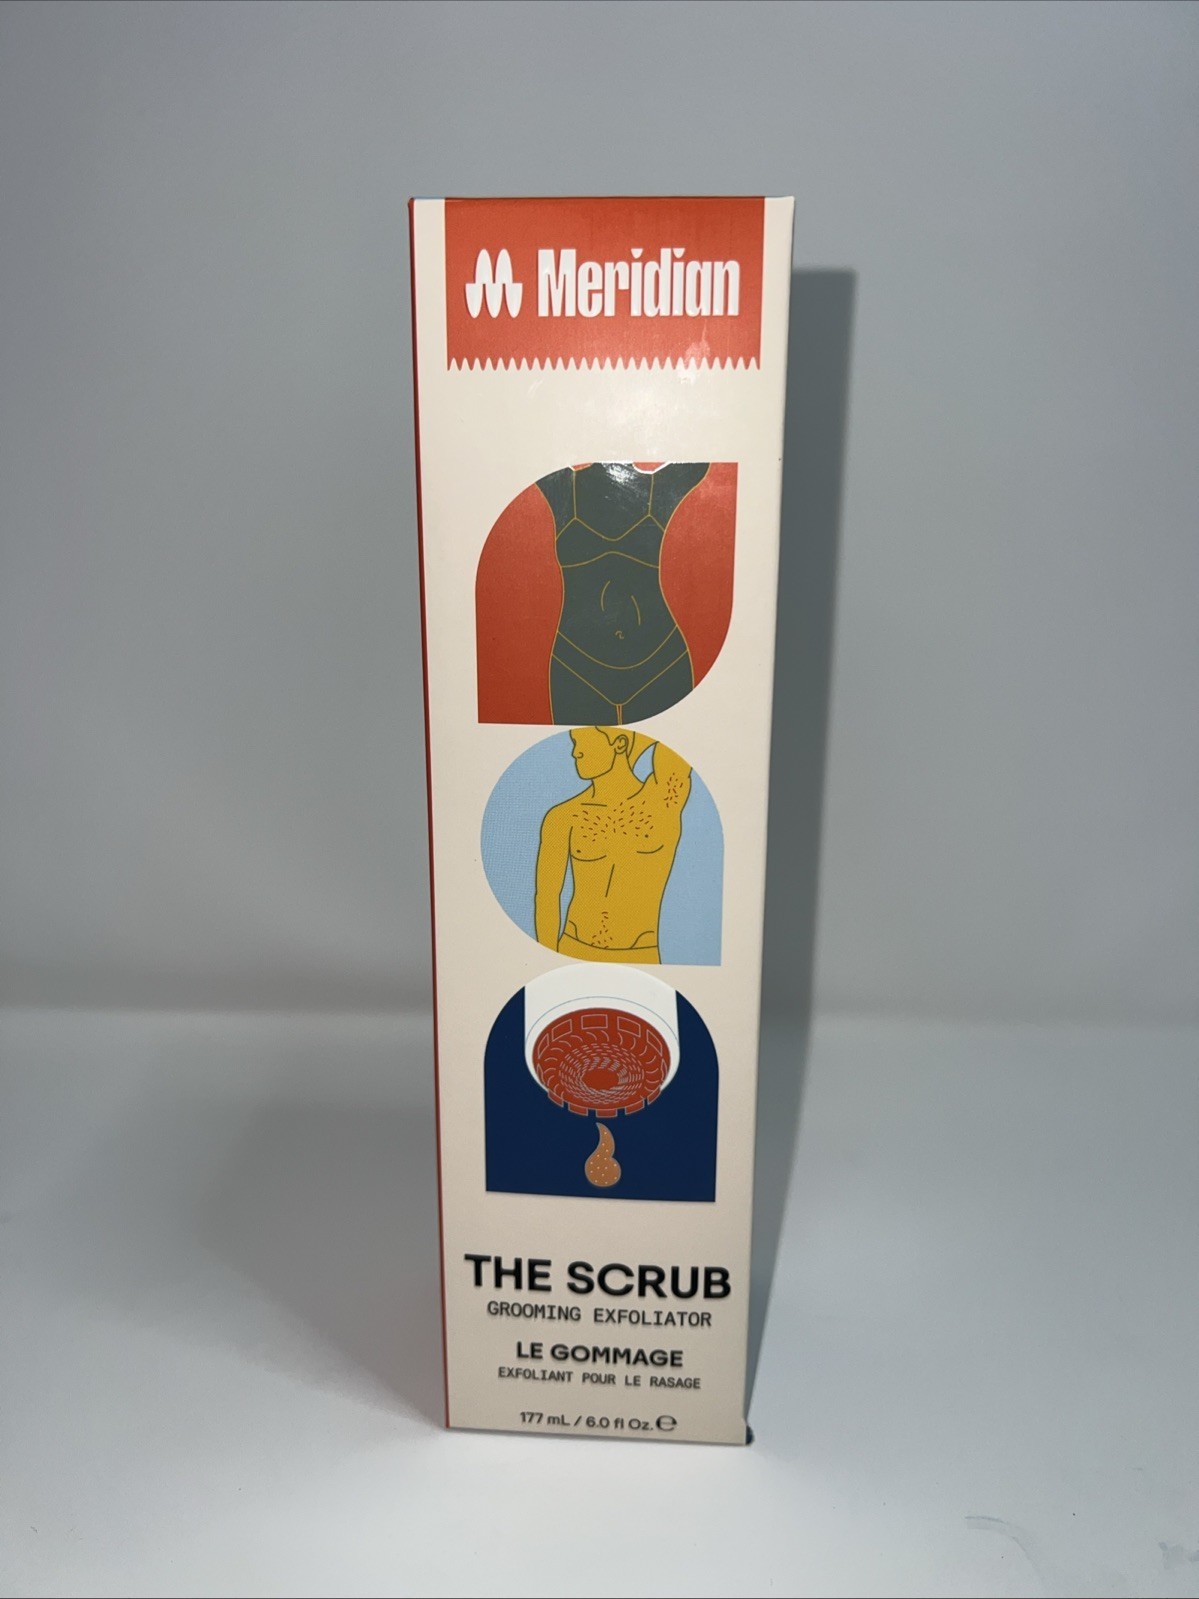 Meridian
THE SCRUB
GROOMING EXFOLIATOR
LE GOMMAGE
EXFOLIANT POUR LE RASAGE
177 mL / 6.0 fl Oz. ℮